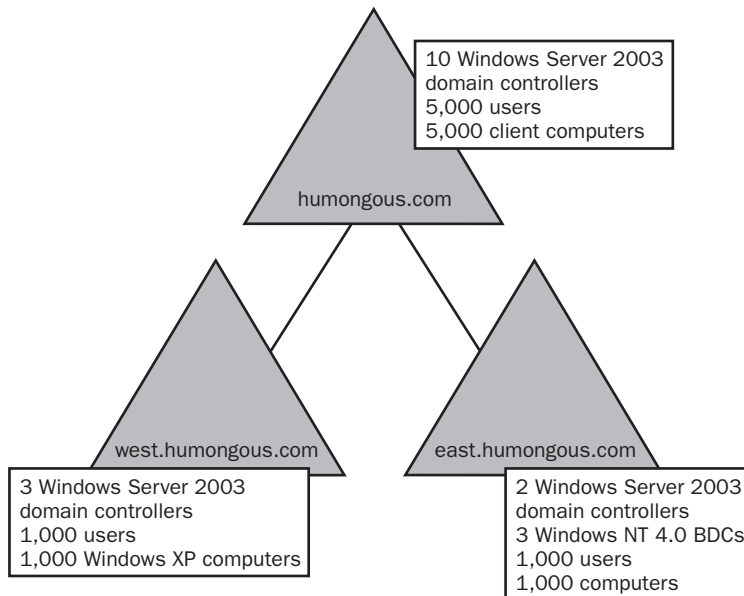 10 Windows Server 2003
domain controllers
5,000 users
5,000 client computers
humongous.com
west.humongous.com
east.humongous.com
3 Windows Server 2003
domain controllers
1,000 users
1,000 Windows XP computers
2 Windows Server 2003
domain controllers
3 Windows NT 4.0 BDCs
1,000 users
1,000 computers